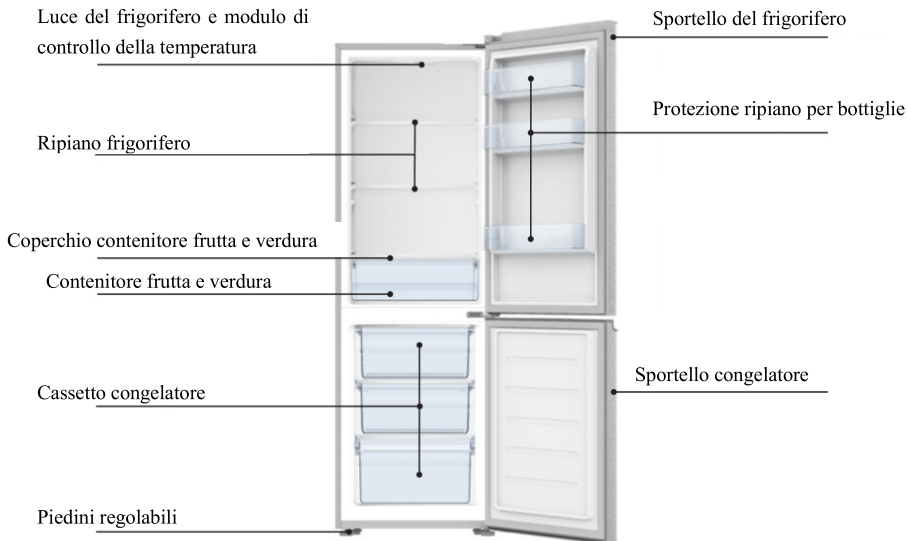 Luce del frigorifero e modulo di
controllo della temperatura
Ripiano frigorifero
Coperchio contenitore frutta e verdura
Contenitore frutta e verdura
Cassetto congelatore
Piedini regolabili
Sportello del frigorifero
Protezione ripiano per bottiglie
Sportello congelatore